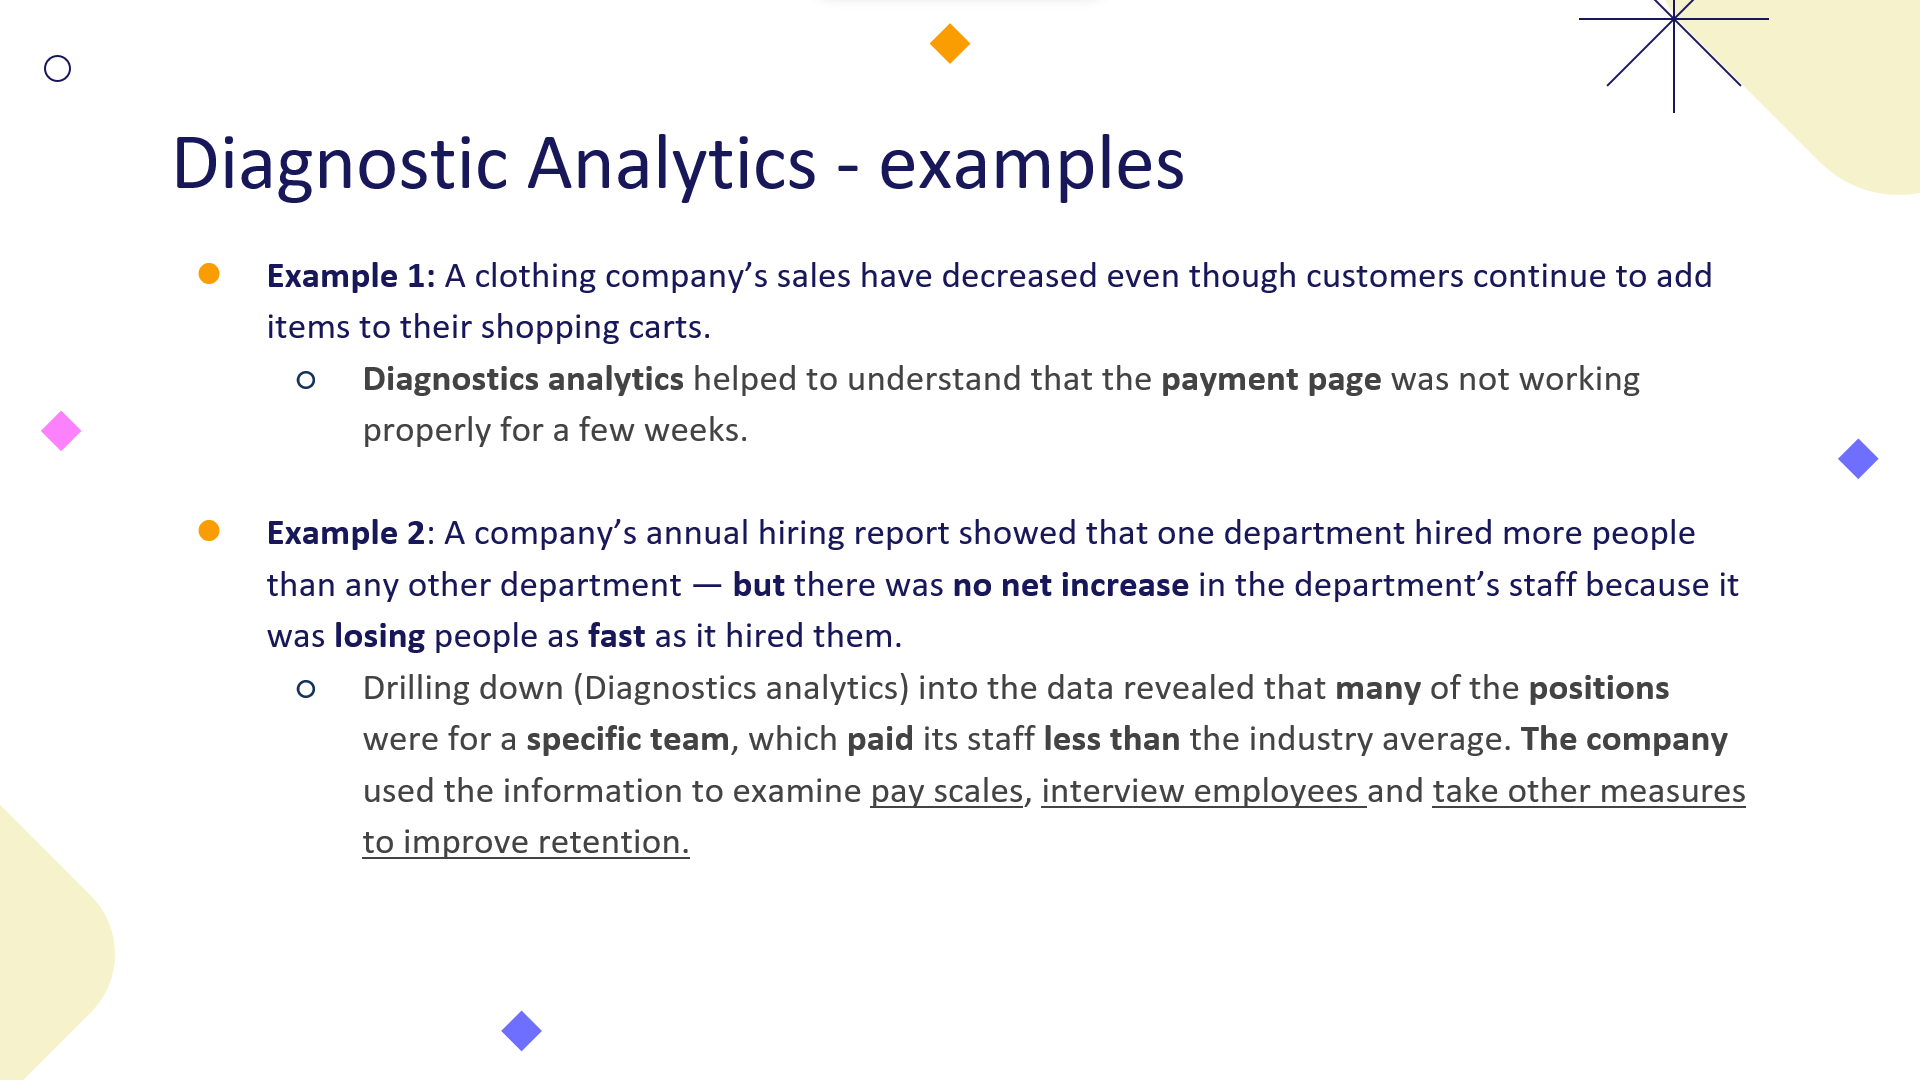 Diagnostic Analytics - examples
Example 1: A clothing company’s sales have decreased even though customers continue to add
items to their shopping carts.
Diagnostics analytics helped to understand that the payment page was not working
properly for a few weeks.
Example 2: A company’s annual hiring report showed that one department hired more people
than any other department — but there was no net increase in the department’s staff because it
was losing people as fast as it hired them.
Drilling down (Diagnostics analytics) into the data revealed that many of the positions
were for a specific team, which paid its staff less than the industry average. The company
used the information to examine pay scales, interview employees and take other measures
to improve retention.